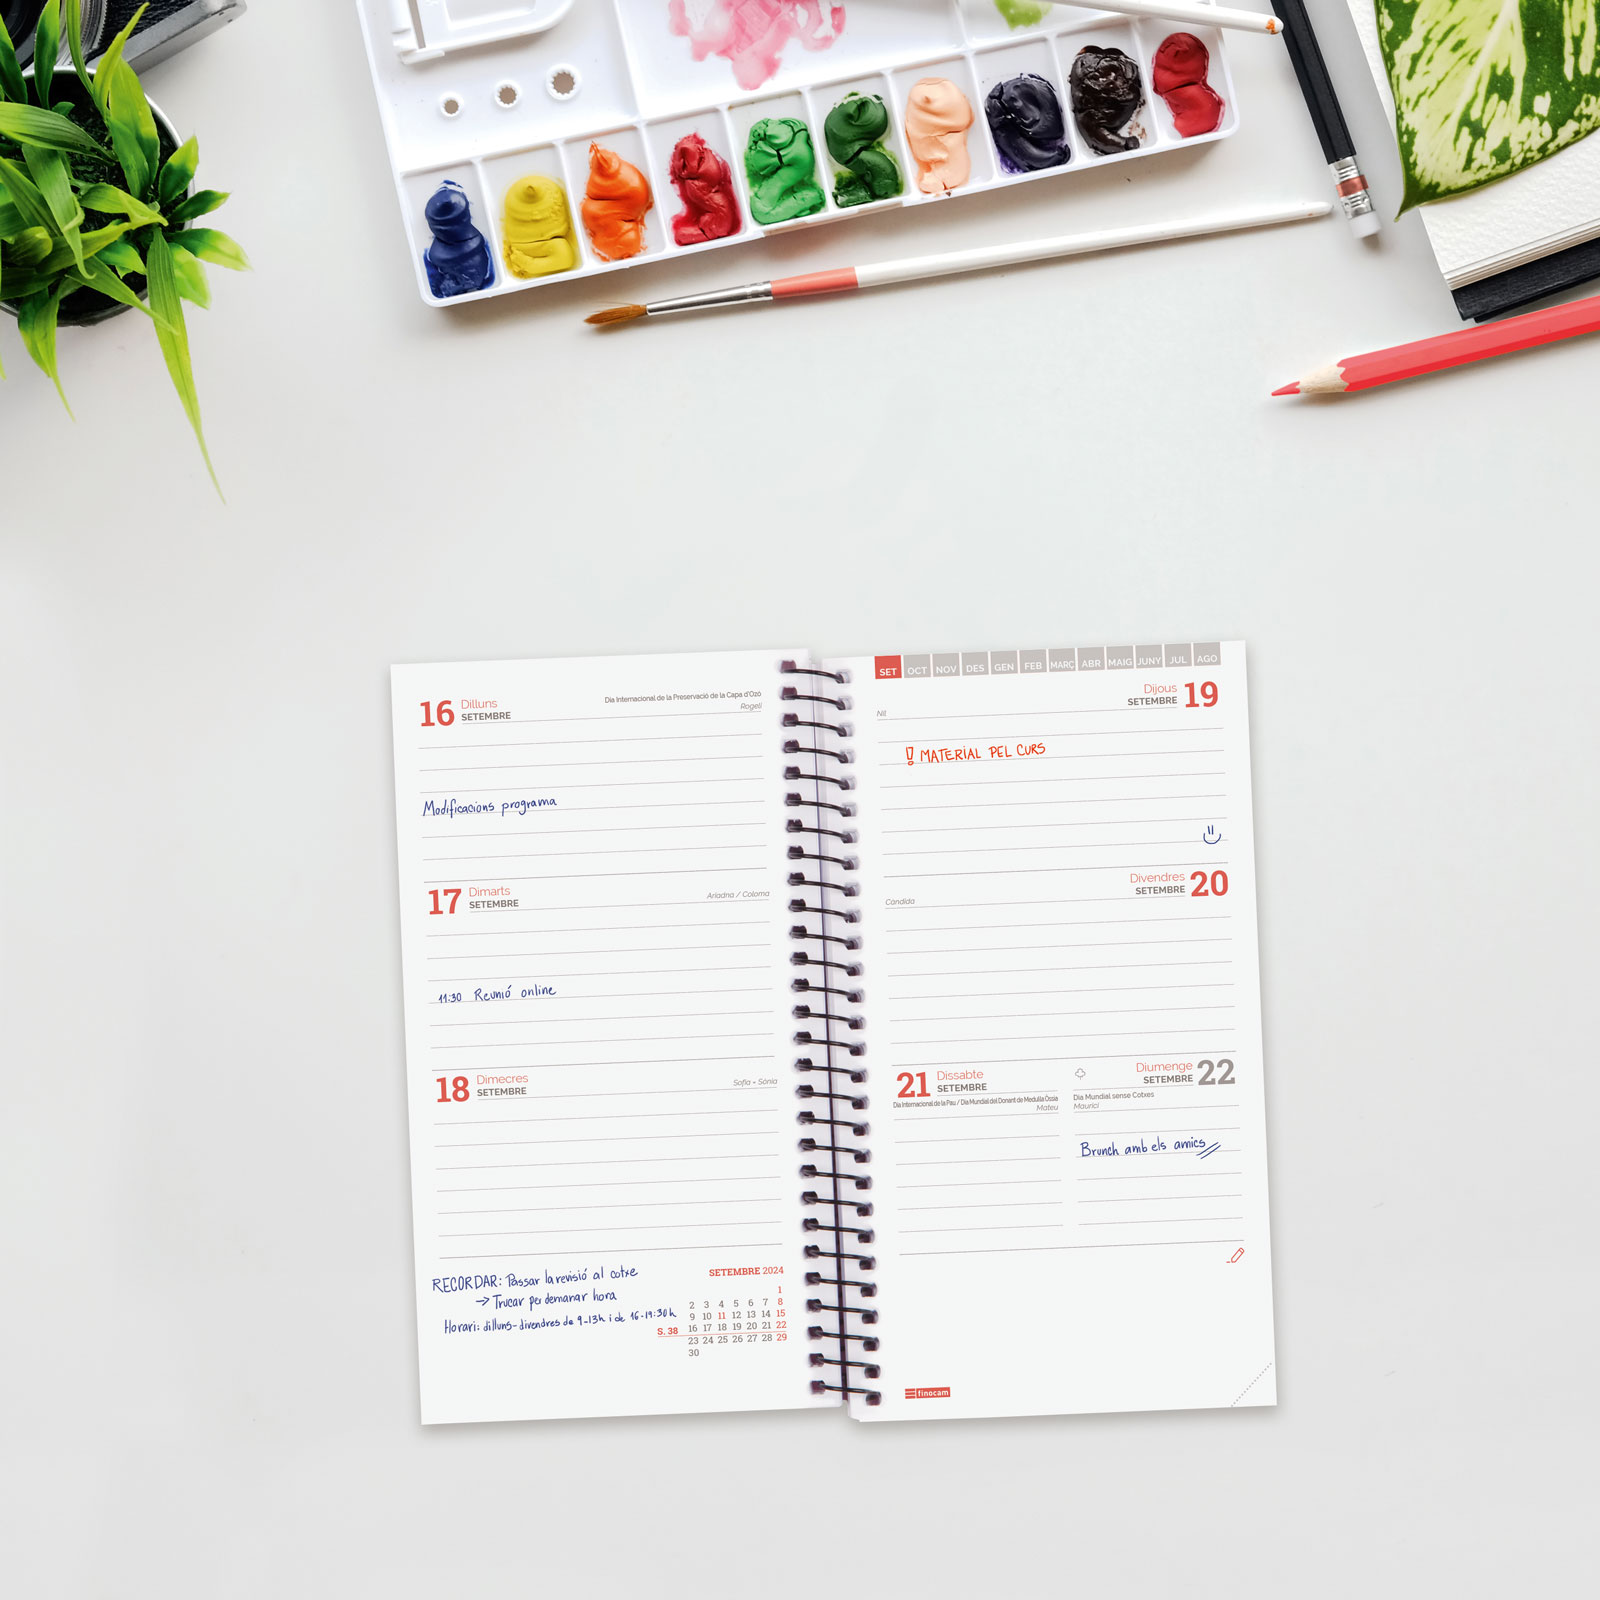 16 Dilluns
SETEMBRE
Dia Internacional de la Preservació de la Capa d'Ozó
Rogeli
Modificacions programa
17 Dimarts
SETEMBRE
Ariadna / Coloma
11:30 Reunió online
18 Dimecres
SETEMBRE
Sofia - Sònia
RECORDAR: Passar la revisió al cotxe
→ Trucar per demanar hora
Horari: dilluns-divendres de 9-13h i de 16-19:30h
SETEMBRE 2024
1
2 3 4 5 6 7 8
9 10 11 12 13 14 15
S. 38 16 17 18 19 20 21 22
23 24 25 26 27 28 29
30
SET OCT NOV DES GEN FEB MARÇ ABR MAIG JUNY JUL AGO
Dijous 19
SETEMBRE
Nil
! MATERIAL PEL CURS
Divendres 20
SETEMBRE
Candida
21 Dissabte
SETEMBRE
Dia Internacional de la Pau / Dia Mundial del Donant de Medul·la Òssia
Mateu
Diumenge 22
SETEMBRE
Dia Mundial sense Cotxes
Maurici
Brunch amb els amics
finocam